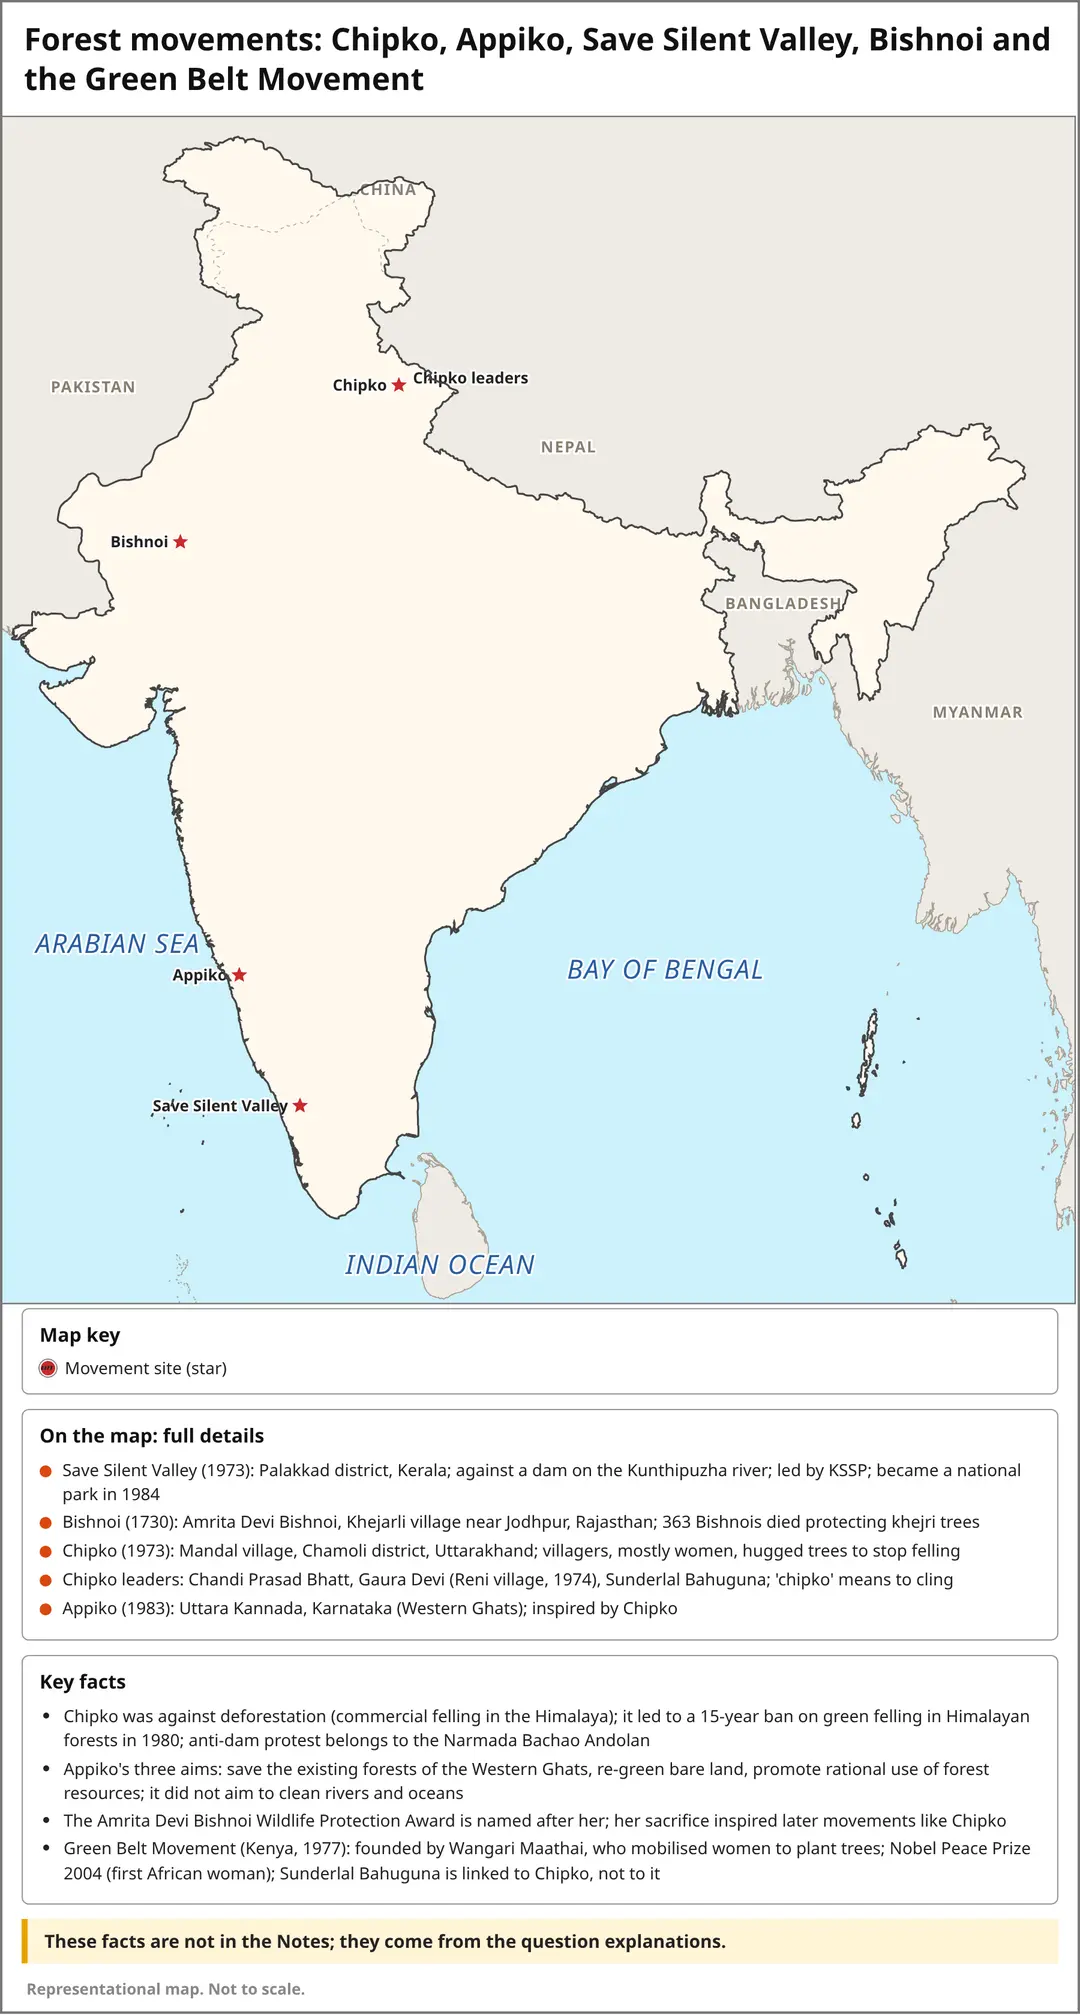 Forest movements: Chipko, Appiko, Save Silent Valley, Bishnoi and
the Green Belt Movement
CHINA
PAKISTAN
Chipko
Chipko leaders
NEPAL
Bishnoi
BANGLADESH
MYANMAR
ARABIAN SEA
BAY OF BENGAL
Appiko
Save Silent Valley
INDIAN OCEAN
Map key
Movement site (star)
On the map: full details
Save Silent Valley (1973): Palakkad district, Kerala; against a dam on the Kunthipuzha river; led by KSSP; became a national
park in 1984
Bishnoi (1730): Amrita Devi Bishnoi, Khejarli village near Jodhpur, Rajasthan; 363 Bishnois died protecting khejri trees
Chipko (1973): Mandal village, Chamoli district, Uttarakhand; villagers, mostly women, hugged trees to stop felling
Chipko leaders: Chandi Prasad Bhatt, Gaura Devi (Reni village, 1974), Sunderlal Bahuguna; 'chipko' means to cling
Appiko (1983): Uttara Kannada, Karnataka (Western Ghats); inspired by Chipko
Key facts
Chipko was against deforestation (commercial felling in the Himalaya); it led to a 15-year ban on green felling in Himalayan
forests in 1980; anti-dam protest belongs to the Narmada Bachao Andolan
Appiko's three aims: save the existing forests of the Western Ghats, re-green bare land, promote rational use of forest
resources; it did not aim to clean rivers and oceans
The Amrita Devi Bishnoi Wildlife Protection Award is named after her; her sacrifice inspired later movements like Chipko
Green Belt Movement (Kenya, 1977): founded by Wangari Maathai, who mobilised women to plant trees; Nobel Peace Prize
2004 (first African woman); Sunderlal Bahuguna is linked to Chipko, not to it
These facts are not in the Notes; they come from the question explanations.
Representational map. Not to scale.